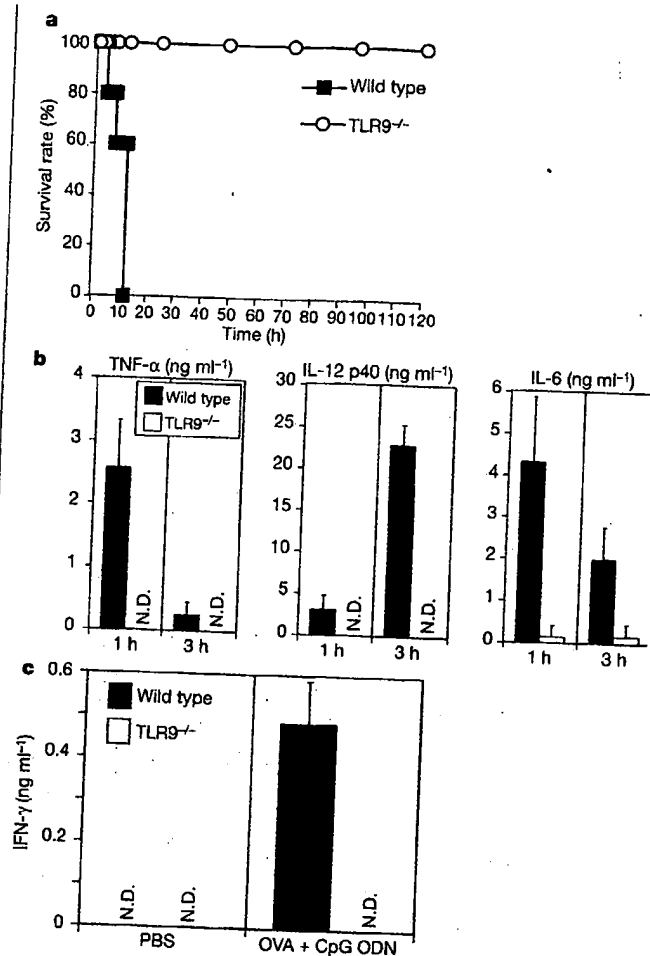 a
100
80
60
40
20
0
Survival rate (%)
Wild type
TLR9–/–
0 10 20 30 40 50 60 70 80 90 100 110 120
Time (h)
b
TNF-α (ng ml–1)
4
3
2
1
0
Wild type
TLR9–/–
N.D.
N.D.
1 h 3 h
IL-12 p40 (ng ml–1)
30
25
20
15
10
5
0
N.D.
N.D.
1 h 3 h
IL-6 (ng ml–1)
6
5
4
3
2
1
0
1 h 3 h
c
0.6
0.4
0.2
0
IFN-γ (ng ml–1)
Wild type
TLR9–/–
N.D.
N.D.
N.D.
PBS OVA + CpG ODN